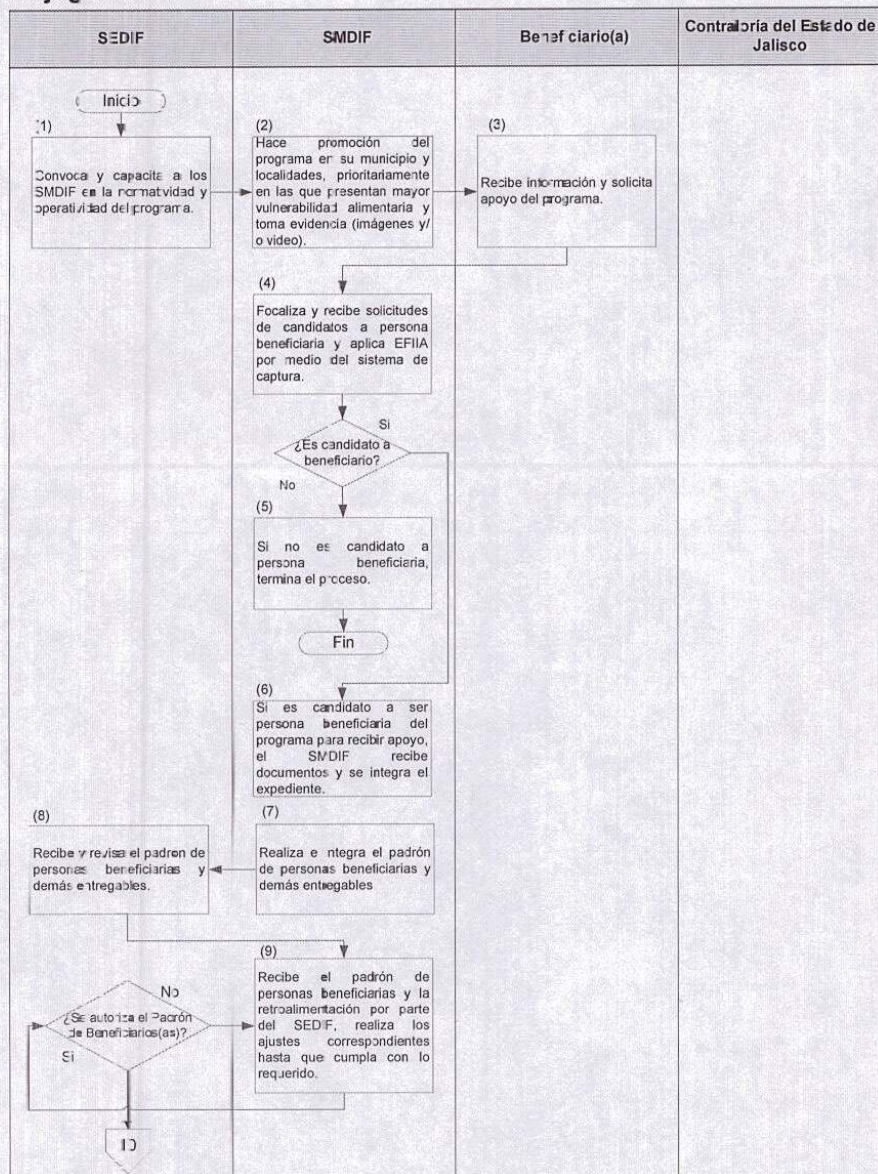 SEDIF
SMDIF
Beneficiario(a)
Contraloría del Estado de
Jalisco
Inicio
(1)
Convoca y capacita a los
SMDIF en la normatividad y
operatividad del programa.
(2)
Hace promoción del
programa en su municipio y
localidades, prioritariamente
en las que presentan mayor
vulnerabilidad alimentaria y
toma evidencia (imágenes y/
o video).
(3)
Recibe información y solicita
apoyo del programa.
(4)
Focaliza y recibe solicitudes
de candidatos a persona
beneficiaria y aplica EFIIA
por medio del sistema de
captura.
Si
¿Es candidato a
beneficiario?
No
(5)
Si no es candidato a
persona beneficiaria,
termina el proceso.
Fin
(6)
Si es candidato a ser
persona beneficiaria del
programa para recibir apoyo,
el SMDIF recibe
documentos y se integra el
expediente.
(8)
Recibe y revisa el padron de
personas beneficiarias y
demás entregables.
(7)
Realiza e integra el padrón
de personas beneficiarias y
demás entregables
(9)
Recibe el padrón de
personas beneficiarias y la
retroalimentación por parte
del SEDIF, realiza los
ajustes correspondientes
hasta que cumpla con lo
requerido.
No
¿Se autoriza el Padrón
de Beneficiarios(as)?
Si
10